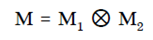 M = M₁ ⊗ M₂